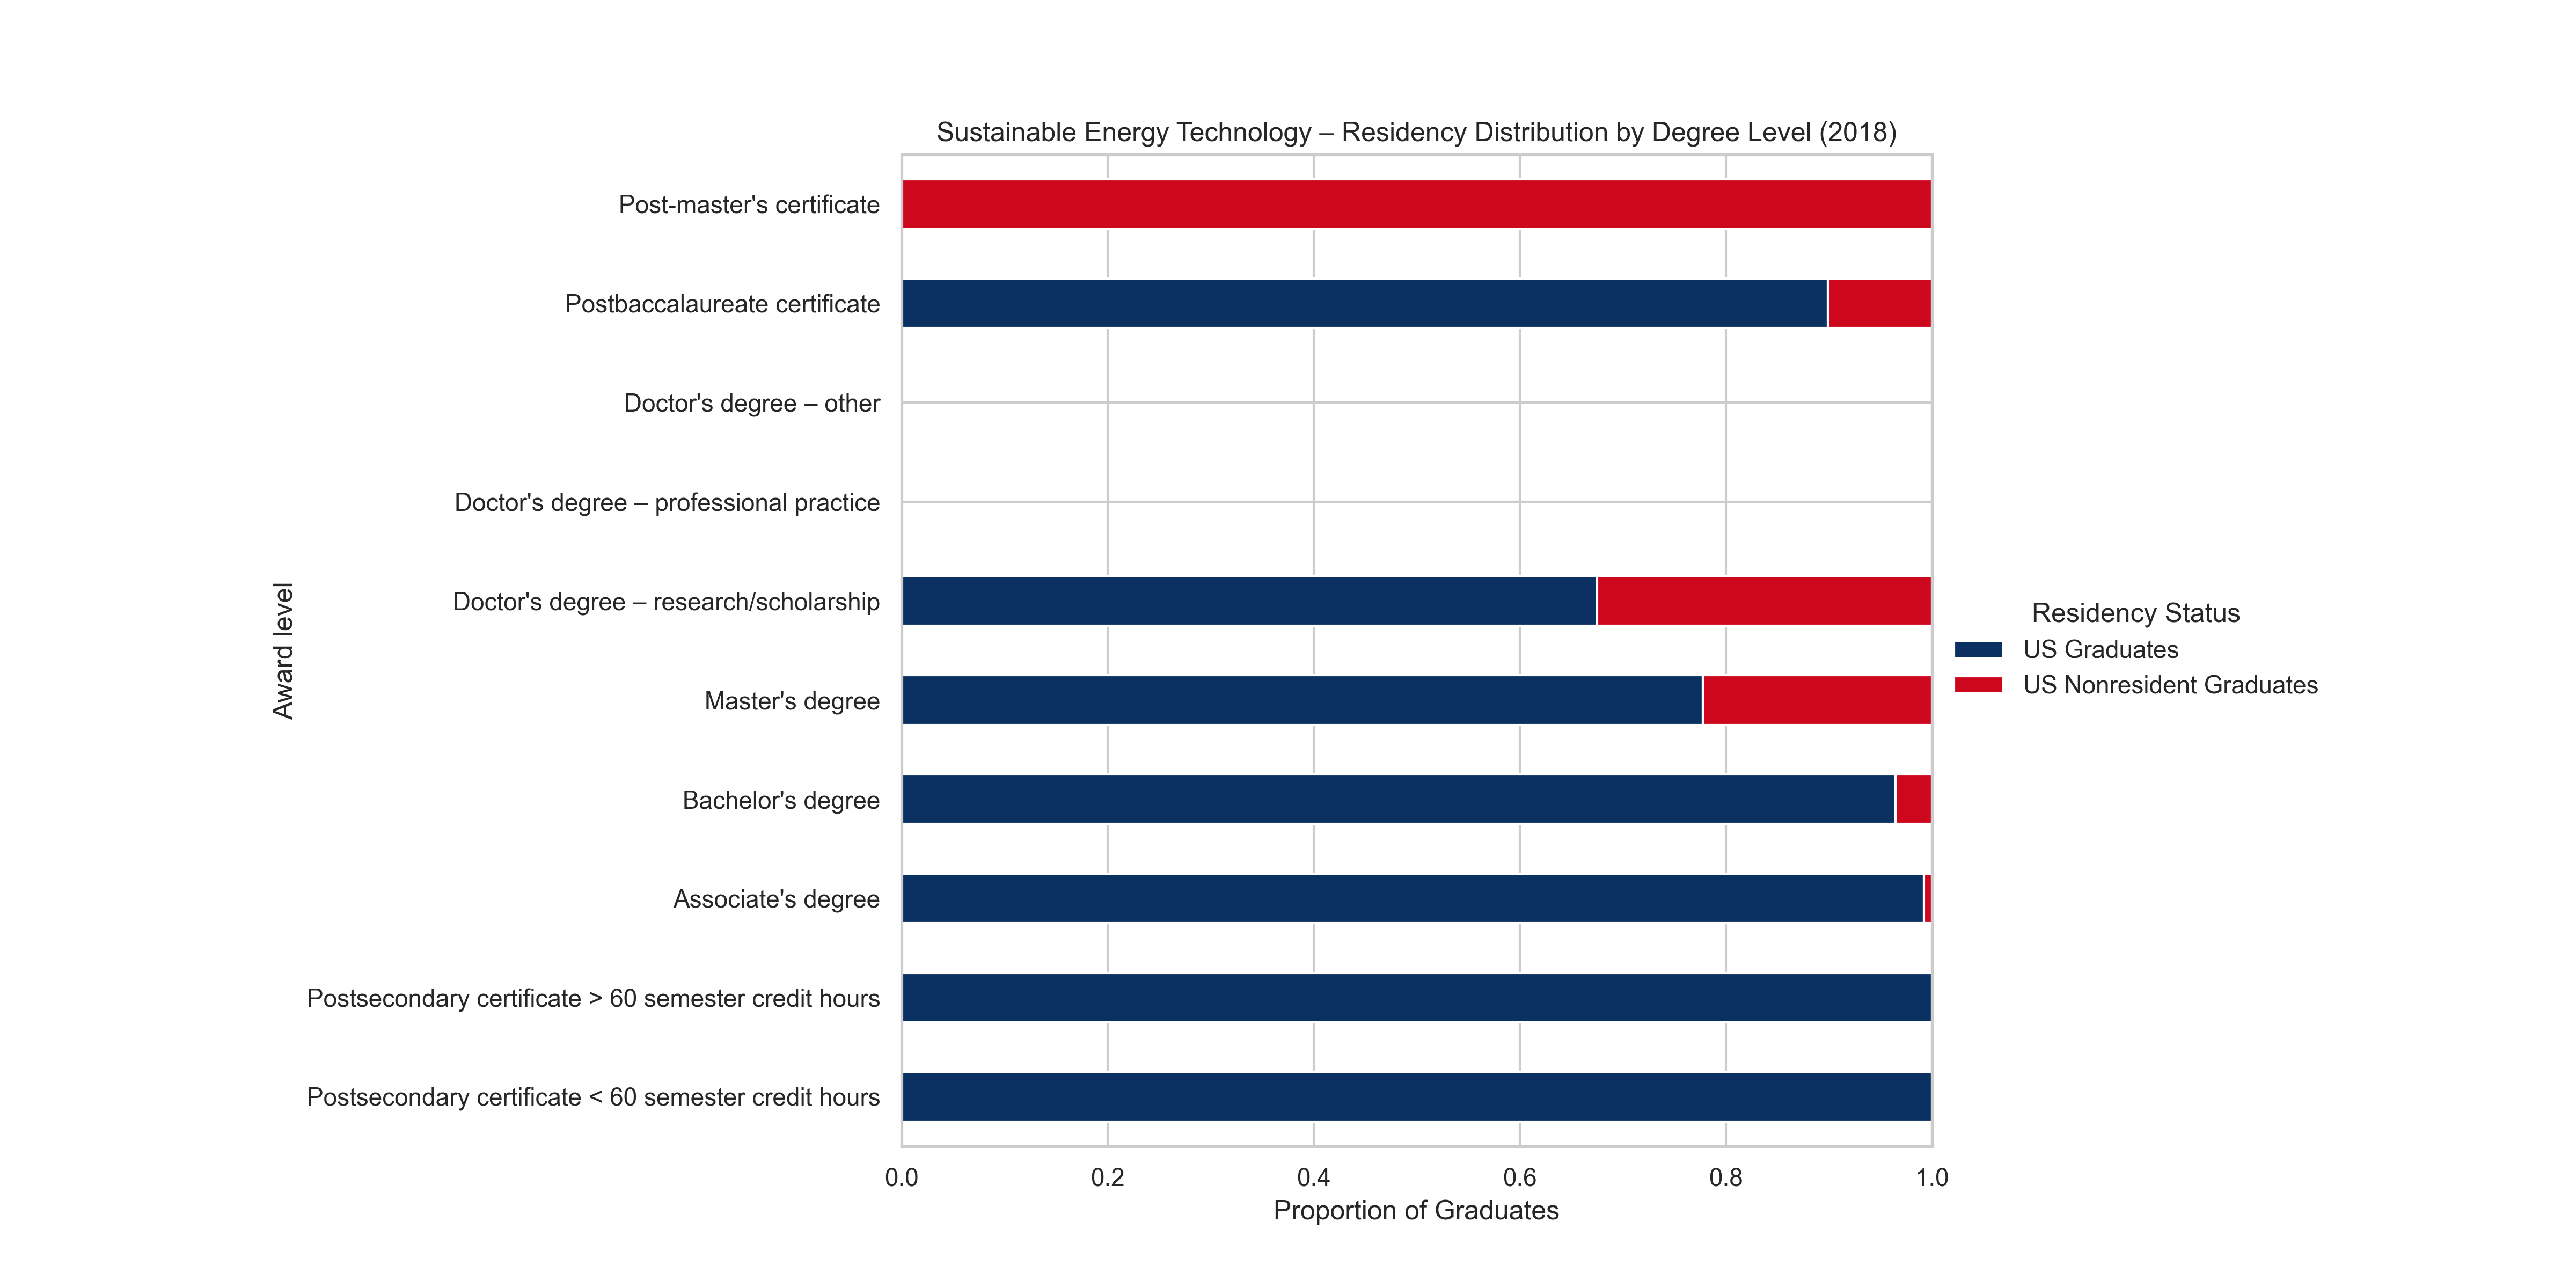 Sustainable Energy Technology – Residency Distribution by Degree Level (2018)
Award level
Post-master's certificate
Postbaccalaureate certificate
Doctor's degree – other
Doctor's degree – professional practice
Doctor's degree – research/scholarship
Master's degree
Bachelor's degree
Associate's degree
Postsecondary certificate > 60 semester credit hours
Postsecondary certificate < 60 semester credit hours
0.0 0.2 0.4 0.6 0.8 1.0
Proportion of Graduates
Residency Status
US Graduates
US Nonresident Graduates